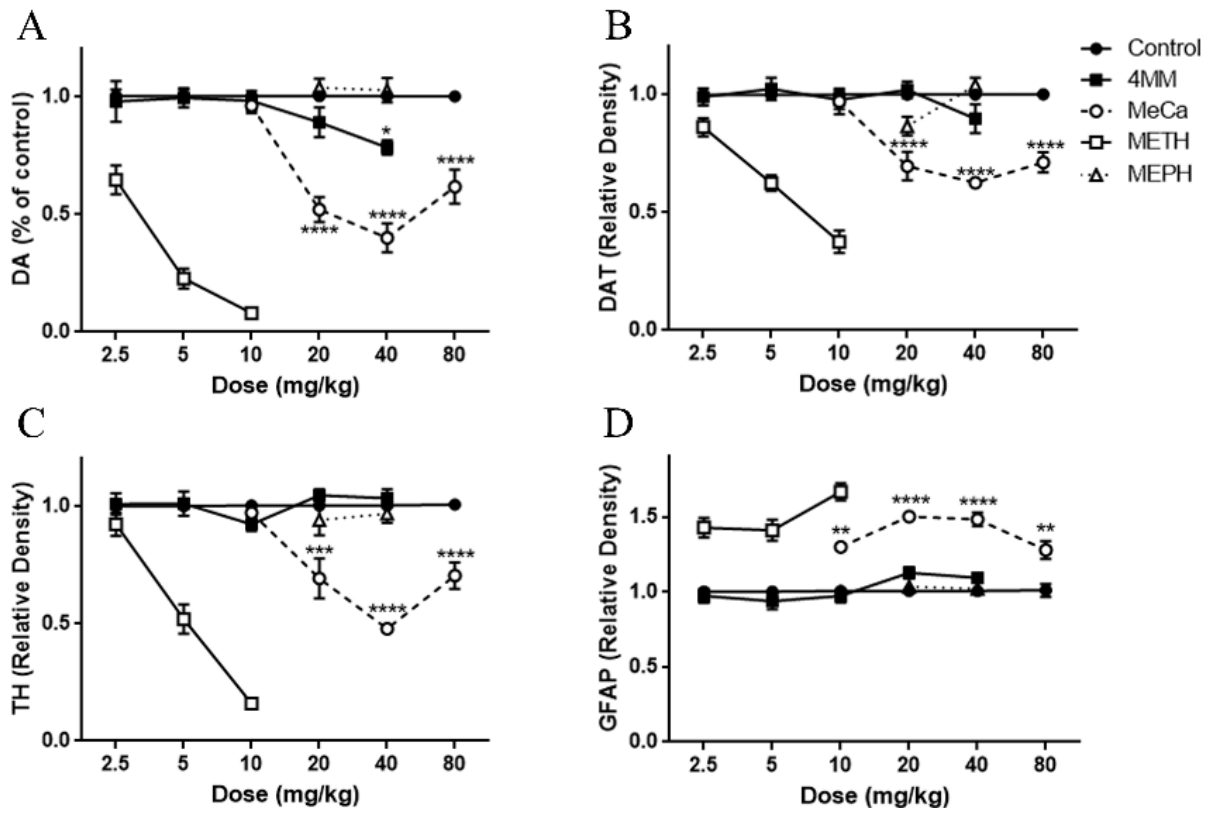 A
DA (% of control)
1.0
0.5
0.0
*
****
****
****
2.5 5 10 20 40 80
Dose (mg/kg)
B
DAT (Relative Density)
1.0
0.5
0.0
****
****
****
2.5 5 10 20 40 80
Dose (mg/kg)
Control
4MM
MeCa
METH
MEPH
C
TH (Relative Density)
1.0
0.5
0.0
***
****
****
2.5 5 10 20 40 80
Dose (mg/kg)
D
GFAP (Relative Density)
1.5
1.0
0.5
0.0
**
****
****
**
2.5 5 10 20 40 80
Dose (mg/kg)